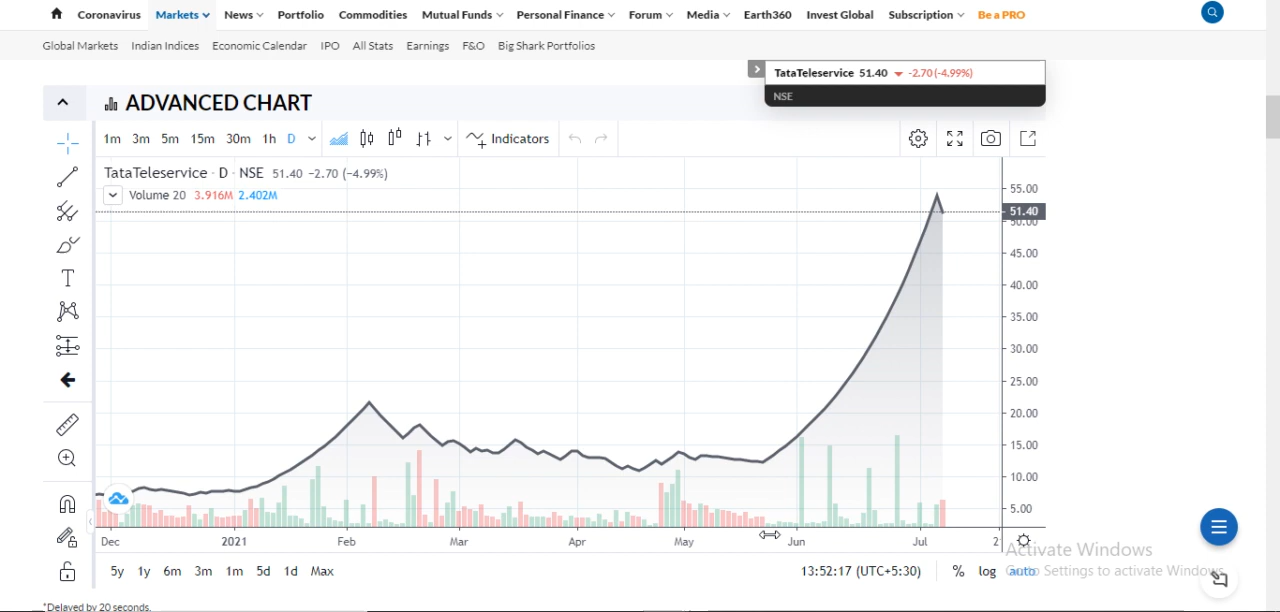 Coronavirus Markets News Portfolio Commodities Mutual Funds Personal Finance Forum Media Earth360 Invest Global Subscription Be a PRO
Global Markets Indian Indices Economic Calendar IPO All Stats Earnings F&O Big Shark Portfolios
TataTeleservice 51.40 -2.70 (-4.99%)
NSE
ADVANCED CHART
1m 3m 5m 15m 30m 1h D Indicators
TataTeleservice · D · NSE 51.40 -2.70 (-4.99%)
Volume 20 3.916M 2.402M
55.00
51.40
50.00
45.00
40.00
35.00
30.00
25.00
20.00
15.00
10.00
5.00
Dec 2021 Feb Mar Apr May Jun Jul 2
Activate Windows
5y 1y 6m 3m 1m 5d 1d Max 13:52:17 (UTC+5:30) % log auto
Go to Settings to activate Windows.
*Delayed by 20 seconds.